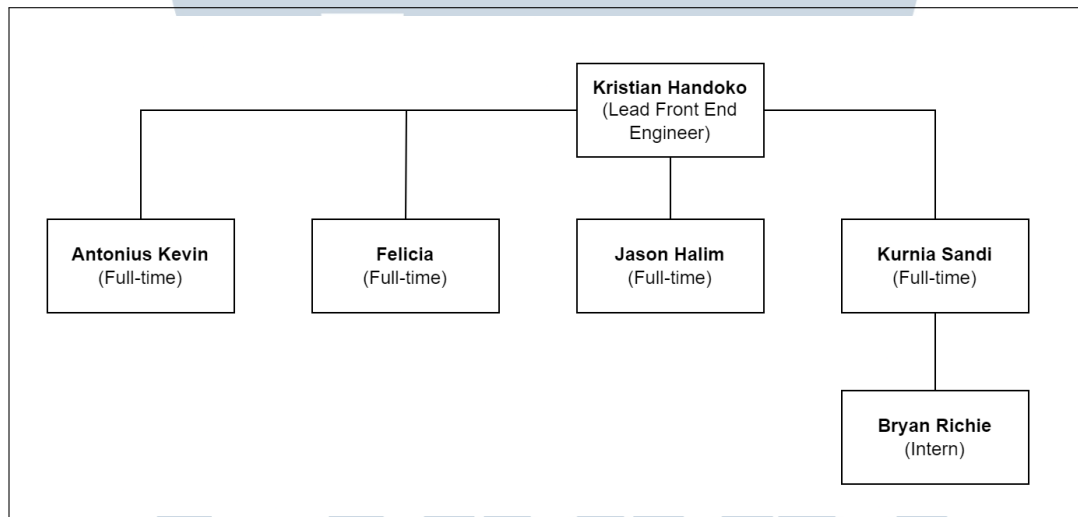 Kristian Handoko
(Lead Front End
Engineer)
Antonius Kevin
(Full-time)
Felicia
(Full-time)
Jason Halim
(Full-time)
Kurnia Sandi
(Full-time)
Bryan Richie
(Intern)